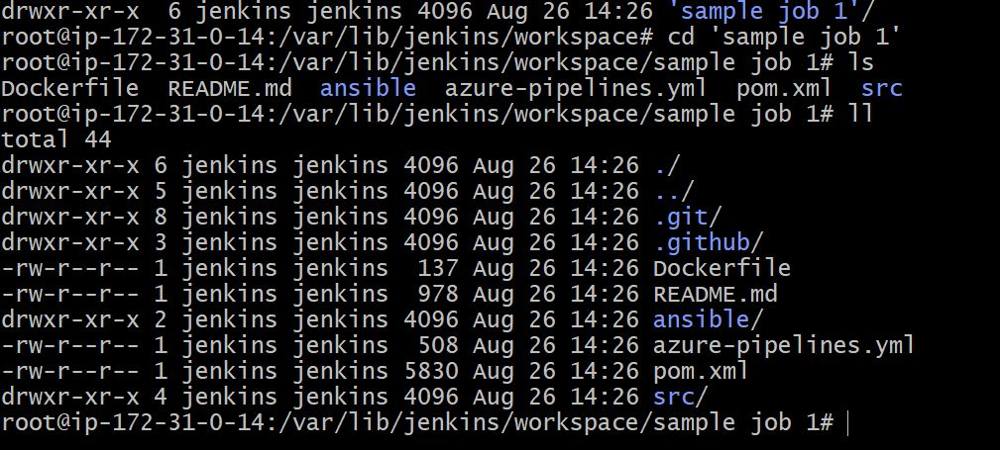 drwxr-xr-x  6 jenkins jenkins 4096 Aug 26 14:26 'sample job 1'/
root@ip-172-31-0-14:/var/lib/jenkins/workspace# cd 'sample job 1'
root@ip-172-31-0-14:/var/lib/jenkins/workspace/sample job 1# ls
Dockerfile  README.md  ansible  azure-pipelines.yml  pom.xml  src
root@ip-172-31-0-14:/var/lib/jenkins/workspace/sample job 1# ll
total 44
drwxr-xr-x 6 jenkins jenkins 4096 Aug 26 14:26 ./
drwxr-xr-x 5 jenkins jenkins 4096 Aug 26 14:26 ../
drwxr-xr-x 8 jenkins jenkins 4096 Aug 26 14:26 .git/
drwxr-xr-x 3 jenkins jenkins 4096 Aug 26 14:26 .github/
-rw-r--r-- 1 jenkins jenkins  137 Aug 26 14:26 Dockerfile
-rw-r--r-- 1 jenkins jenkins  978 Aug 26 14:26 README.md
drwxr-xr-x 2 jenkins jenkins 4096 Aug 26 14:26 ansible/
-rw-r--r-- 1 jenkins jenkins  508 Aug 26 14:26 azure-pipelines.yml
-rw-r--r-- 1 jenkins jenkins 5830 Aug 26 14:26 pom.xml
drwxr-xr-x 4 jenkins jenkins 4096 Aug 26 14:26 src/
root@ip-172-31-0-14:/var/lib/jenkins/workspace/sample job 1#